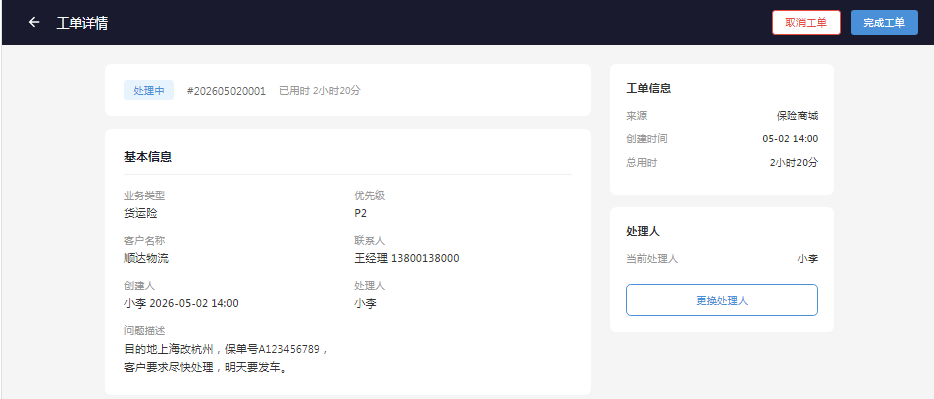 ← 工单详情
取消工单
完成工单
处理中 #202605020001 已用时 2小时20分
基本信息
业务类型
货运险
优先级
P2
客户名称
顺达物流
联系人
王经理 13800138000
创建人
小李 2026-05-02 14:00
处理人
小李
问题描述
目的地上海改杭州，保单号A123456789，
客户要求尽快处理，明天要发车。
工单信息
来源 保险商城
创建时间 05-02 14:00
总用时 2小时20分
处理人
当前处理人 小李
更换处理人